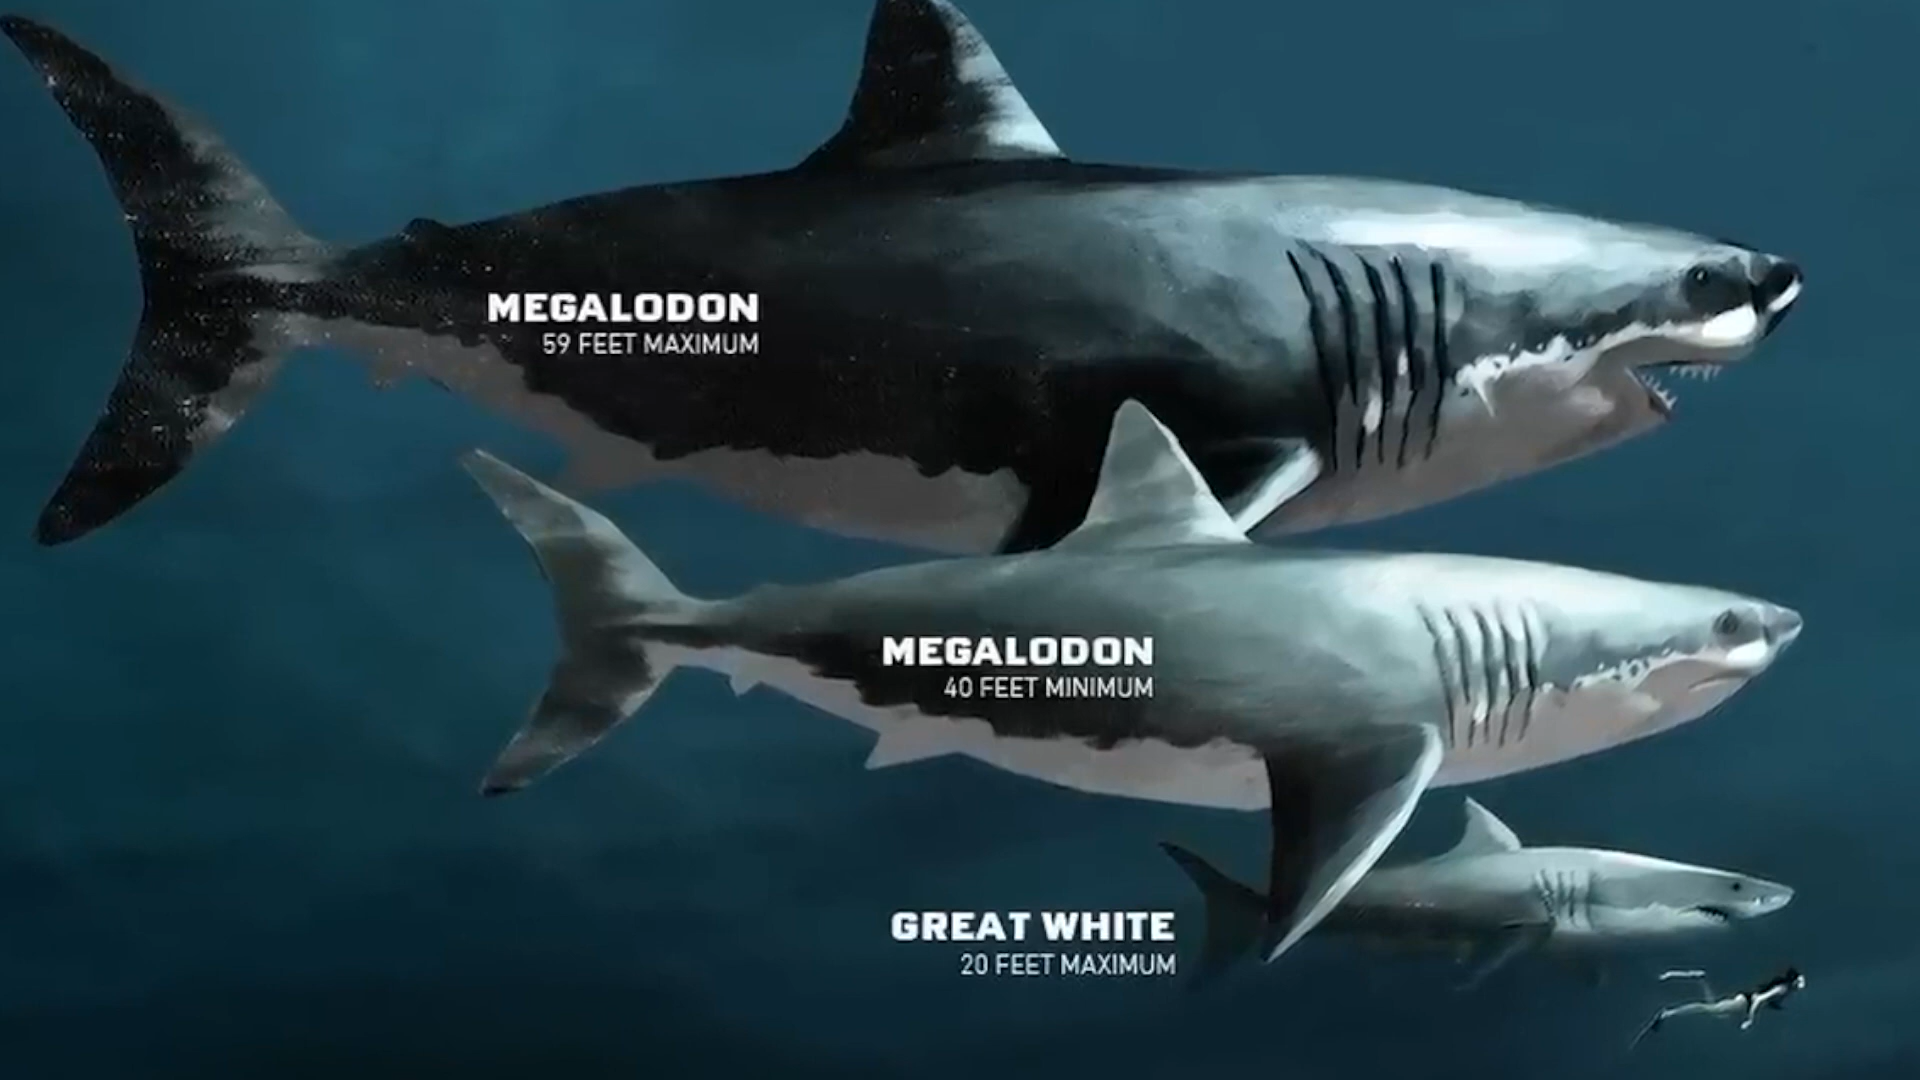 MEGALODON
59 FEET MAXIMUM
MEGALODON
40 FEET MINIMUM
GREAT WHITE
20 FEET MAXIMUM